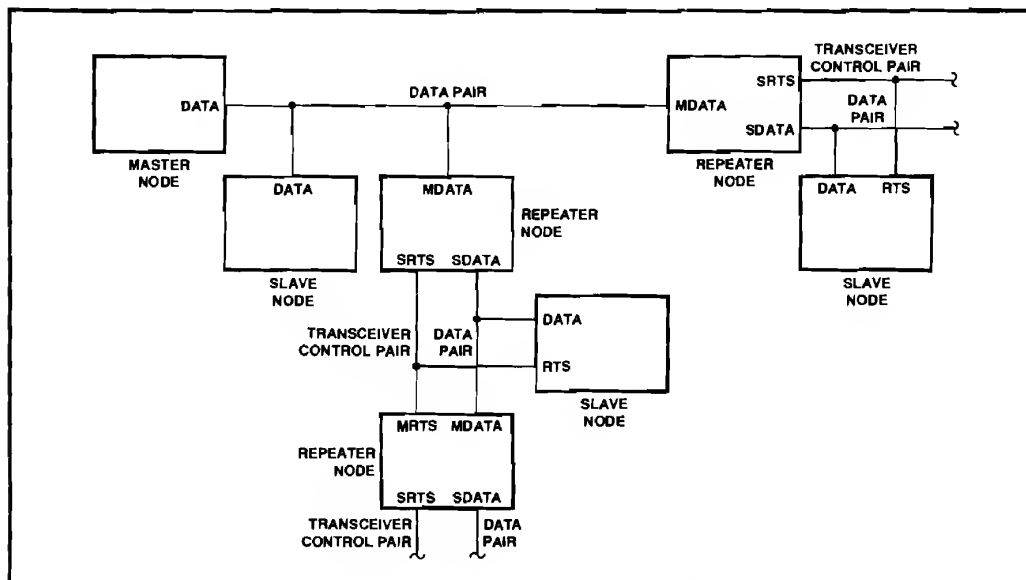 TRANSCEIVER
CONTROL PAIR
SRTS
DATA PAIR
DATA
MDATA
DATA
PAIR
SDATA
MASTER
NODE
REPEATER
NODE
DATA
MDATA
DATA RTS
REPEATER
NODE
SRTS SDATA
SLAVE
NODE
SLAVE
NODE
DATA
TRANSCEIVER
CONTROL PAIR
DATA
PAIR
RTS
SLAVE
NODE
MRTS MDATA
REPEATER
NODE
SRTS SDATA
TRANSCEIVER
CONTROL PAIR
DATA
PAIR